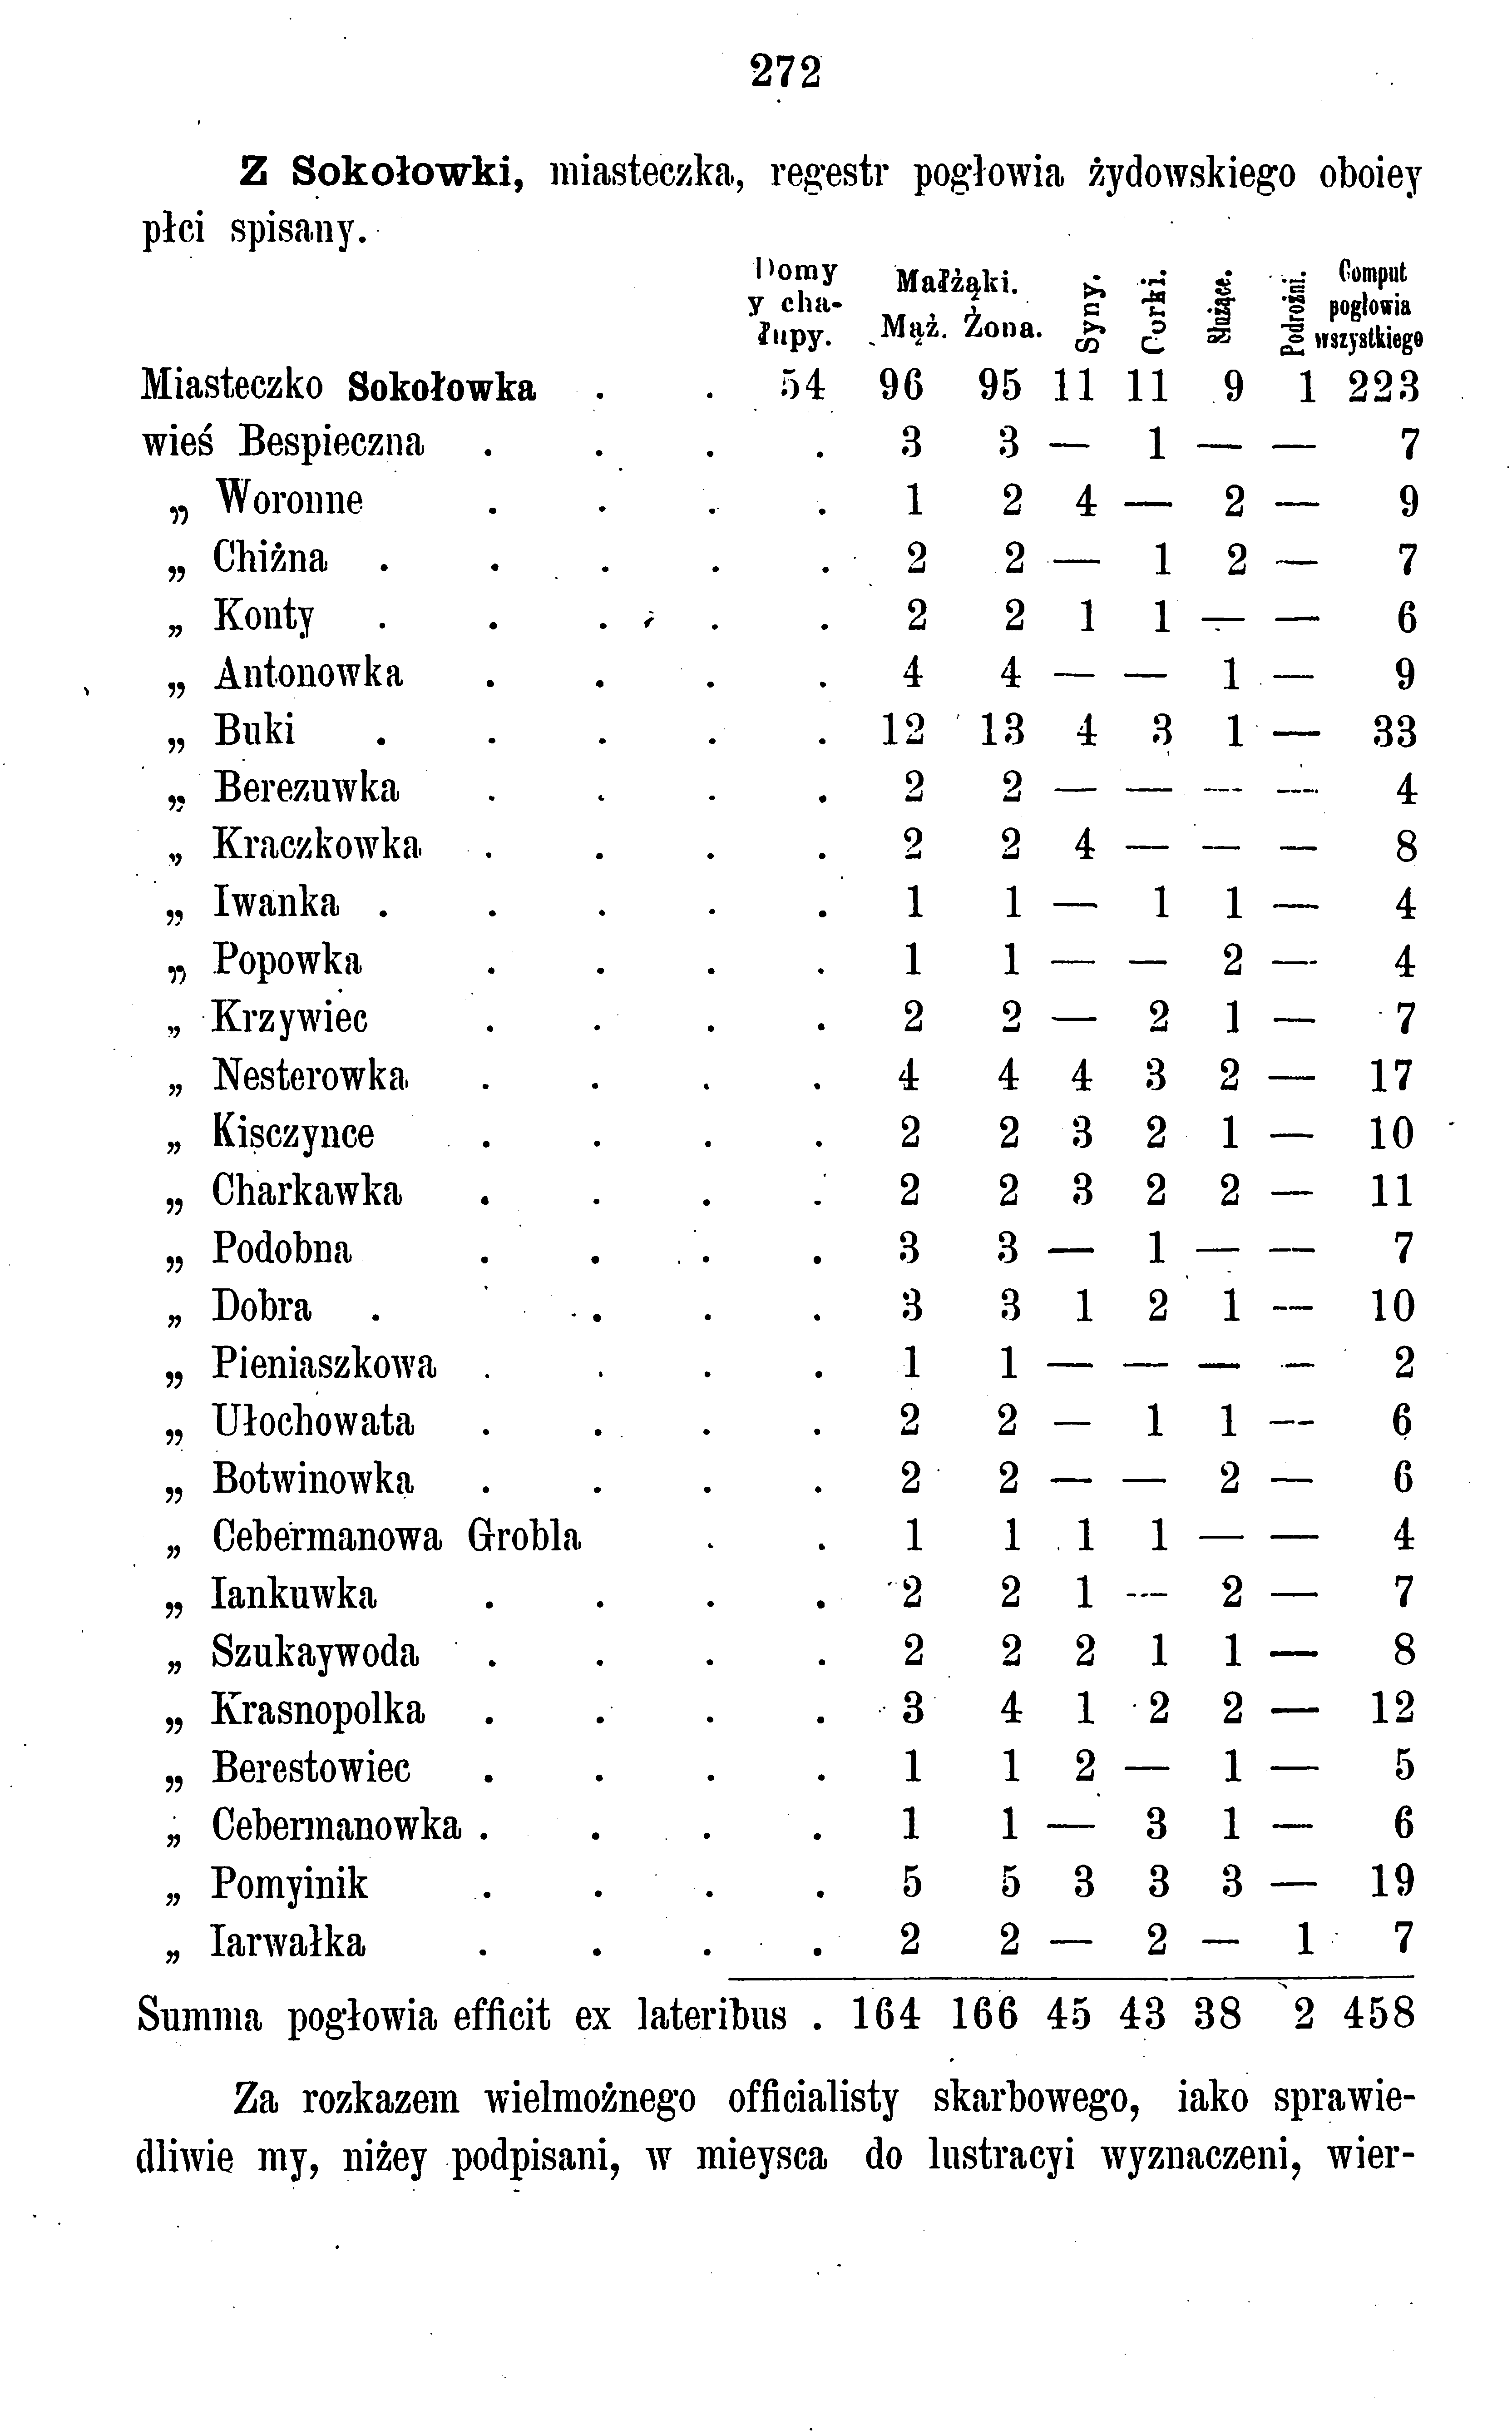 272
Z Sokołowki, miasteczka, regestr pogłowia żydowskiego oboiey
płci spisany.
Domy y chałupy. Małżąki. Mąż. Żona. Syny. Corki. Służące. Podrożni. Comput pogłowia wszystkiego
Miasteczko Sokołowka . . 54 96 95 11 11 9 1 223
wieś Bespieczna . . . . 3 3 — 1 — — 7
„ Woronne . . . . 1 2 4 — 2 — 9
„ Chiżna . . . . . 2 2 — 1 2 — 7
„ Konty . . . . . 2 2 1 1 — — 6
„ Antonowka . . . . 4 4 — — 1 — 9
„ Buki . . . . . 12 13 4 3 1 — 33
„ Berezuwka . . . . 2 2 — — — — 4
„ Kraczkowka . . . . 2 2 4 — — — 8
„ Iwanka . . . . . 1 1 — 1 1 — 4
„ Popowka . . . . 1 1 — — 2 — 4
„ Krzywiec . . . . 2 2 — 2 1 — 7
„ Nesterowka . . . . 4 4 4 3 2 — 17
„ Kisczynce . . . . 2 2 3 2 1 — 10
„ Charkawka . . . . 2 2 3 2 2 — 11
„ Podobna . . . . 3 3 — 1 — — 7
„ Dobra . . . . 3 3 1 2 1 — 10
„ Pieniaszkowa . . . . 1 1 — — — — 2
„ Ułochowata . . . . 2 2 — 1 1 — 6
„ Botwinowka . . . . 2 2 — — 2 — 6
„ Cebermanowa Grobla . . 1 1 1 1 — — 4
„ Iankuwka . . . . 2 2 1 — 2 — 7
„ Szukaywoda . . . . 2 2 2 1 1 — 8
„ Krasnopolka . . . . 3 4 1 2 2 — 12
„ Berestowiec . . . . 1 1 2 — 1 — 5
„ Cebermanowka . . . . 1 1 — 3 1 — 6
„ Pomyinik . . . . 5 5 3 3 3 — 19
„ Iarwałka . . . . 2 2 — 2 — 1 7
Summa pogłowia efficit ex lateribus . 164 166 45 43 38 2 458
Za rozkazem wielmożnego officialisty skarbowego, iako sprawie-
dliwie my, niżey podpisani, w mieysca do lustracyi wyznaczeni, wier-